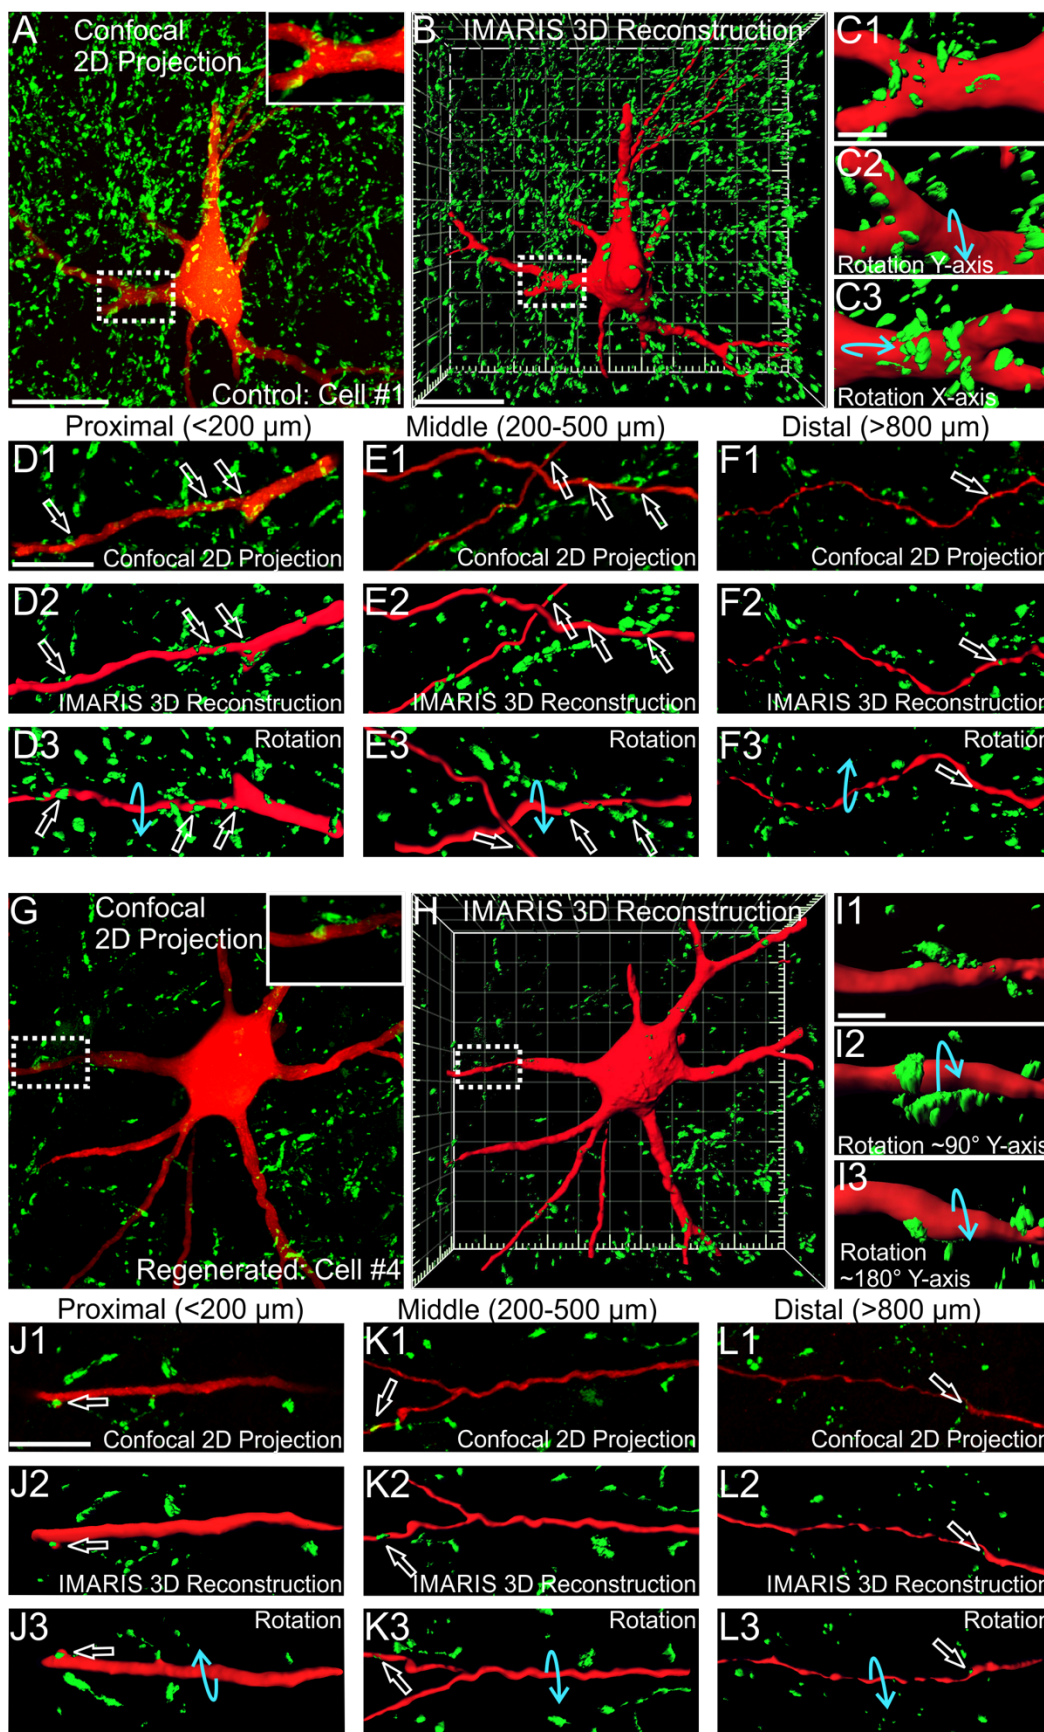 A
Confocal
2D Projection
Control: Cell #1
B
IMARIS 3D Reconstruction
C1
C2
Rotation Y-axis
C3
Rotation X-axis
Proximal (<200 µm)
Middle (200-500 µm)
Distal (>800 µm)
D1
Confocal 2D Projection
E1
Confocal 2D Projection
F1
Confocal 2D Projection
D2
IMARIS 3D Reconstruction
E2
IMARIS 3D Reconstruction
F2
IMARIS 3D Reconstruction
D3
Rotation
E3
Rotation
F3
Rotation
G
Confocal
2D Projection
Regenerated: Cell #4
H
IMARIS 3D Reconstruction
I1
I2
Rotation ~90° Y-axis
I3
Rotation
~180° Y-axis
Proximal (<200 µm)
Middle (200-500 µm)
Distal (>800 µm)
J1
Confocal 2D Projection
K1
Confocal 2D Projection
L1
Confocal 2D Projection
J2
IMARIS 3D Reconstruction
K2
IMARIS 3D Reconstruction
L2
IMARIS 3D Reconstruction
J3
Rotation
K3
Rotation
L3
Rotation